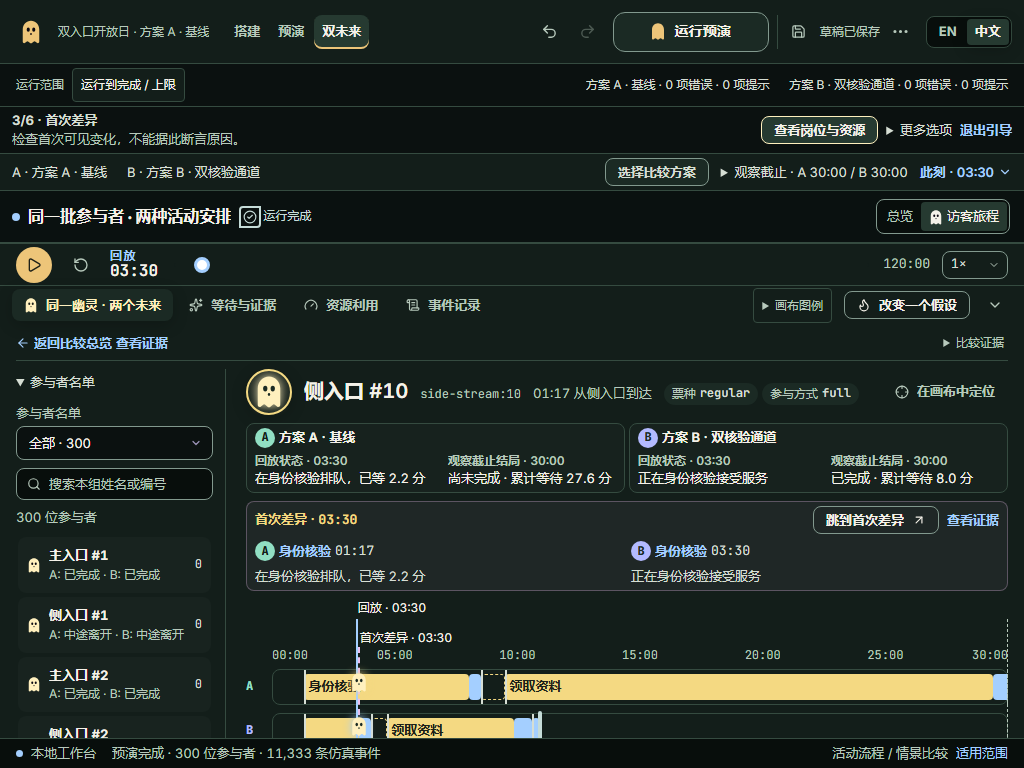 双入口开放日 · 方案 A · 基线 搭建 预演 双未来 运行预演 草稿已保存 ••• EN 中文
运行范围 运行到完成 / 上限 方案 A · 基线 · 0 项错误 · 0 项提示 方案 B · 双核验通道 · 0 项错误 · 0 项提示
3/6 · 首次差异
检查首次可见变化，不能据此断言原因。
查看岗位与资源 ▶ 更多选项 退出引导
A · 方案 A · 基线 B · 方案 B · 双核验通道 选择比较方案 ▶ 观察截止 · A 30:00 / B 30:00 此刻 · 03:30
同一批参与者 · 两种活动安排 运行完成 总览 访客旅程
回放
03:30
120:00 1×
同一幽灵 · 两个未来 等待与证据 资源利用 事件记录 ▶ 画布图例 改变一个假设
← 返回比较总览 查看证据 ▶ 比较证据
▼ 参与者名单
参与者名单
全部 · 300
搜索本组姓名或编号
300 位参与者
主入口 #1
A: 已完成 · B: 已完成
0
侧入口 #1
A: 中途离开 · B: 中途离开
0
主入口 #2
A: 已完成 · B: 已完成
0
侧入口 #2
侧入口 #10 side-stream:10 01:17 从侧入口到达 票种 regular 参与方式 full 在画布中定位
A 方案 A · 基线
回放状态 · 03:30 观察截止结局 · 30:00
在身份核验排队，已等 2.2 分 尚未完成 · 累计等待 27.6 分
B 方案 B · 双核验通道
回放状态 · 03:30 观察截止结局 · 30:00
正在身份核验接受服务 已完成 · 累计等待 8.0 分
首次差异 · 03:30 跳到首次差异 查看证据
A 身份核验 01:17
在身份核验排队，已等 2.2 分
B 身份核验 03:30
正在身份核验接受服务
回放 · 03:30
首次差异 · 03:30
00:00 05:00 10:00 15:00 20:00 25:00 30:00
A 身份核验 领取资料
B 领取资料
本地工作台 预演完成 · 300 位参与者 · 11,333 条仿真事件 活动流程 / 情景比较 适用范围